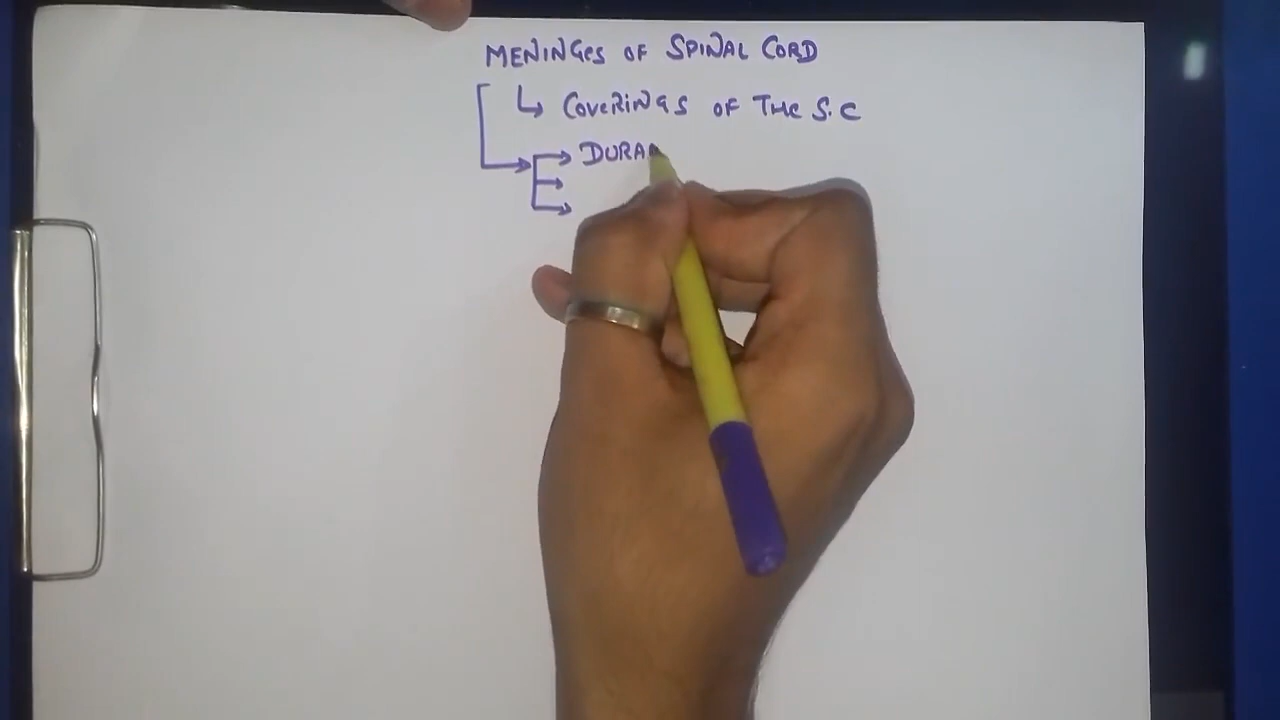 MENINGES OF SPINAL CORD
↳ COVERINGS OF THE S.C
→ DURA